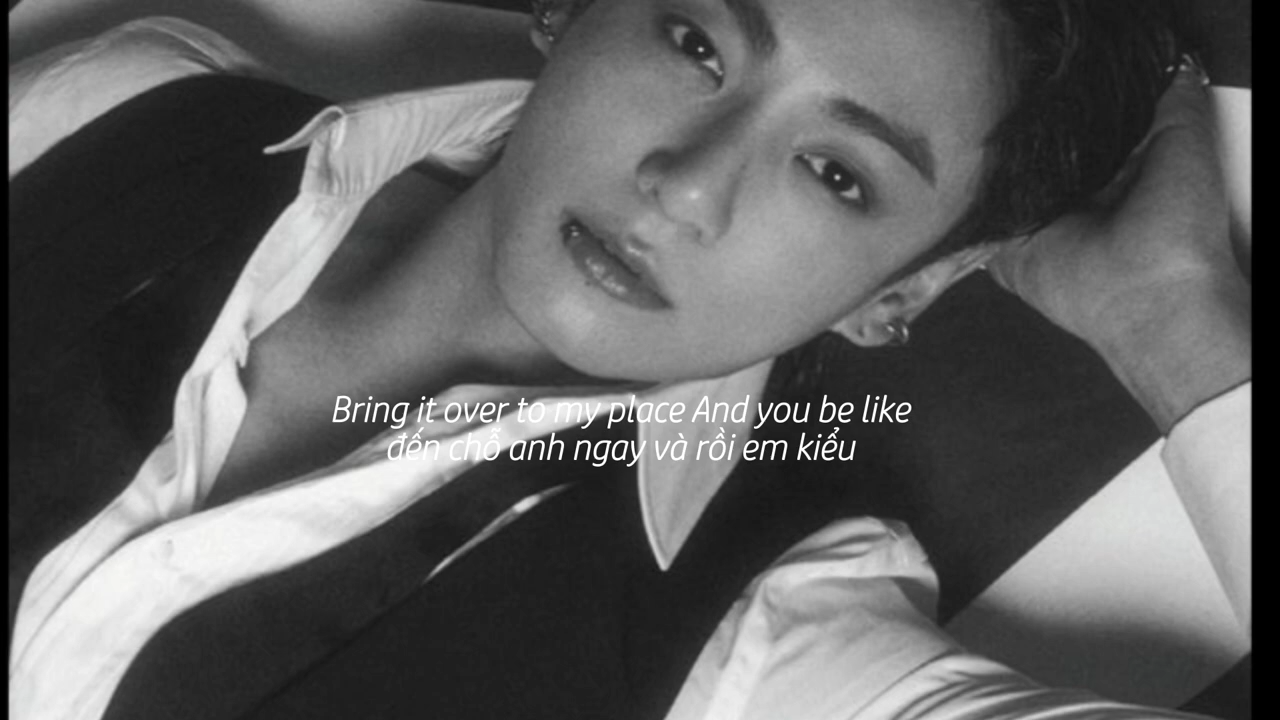 Bring it over to my place And you be like
đến chỗ anh ngay và rồi em kiểu